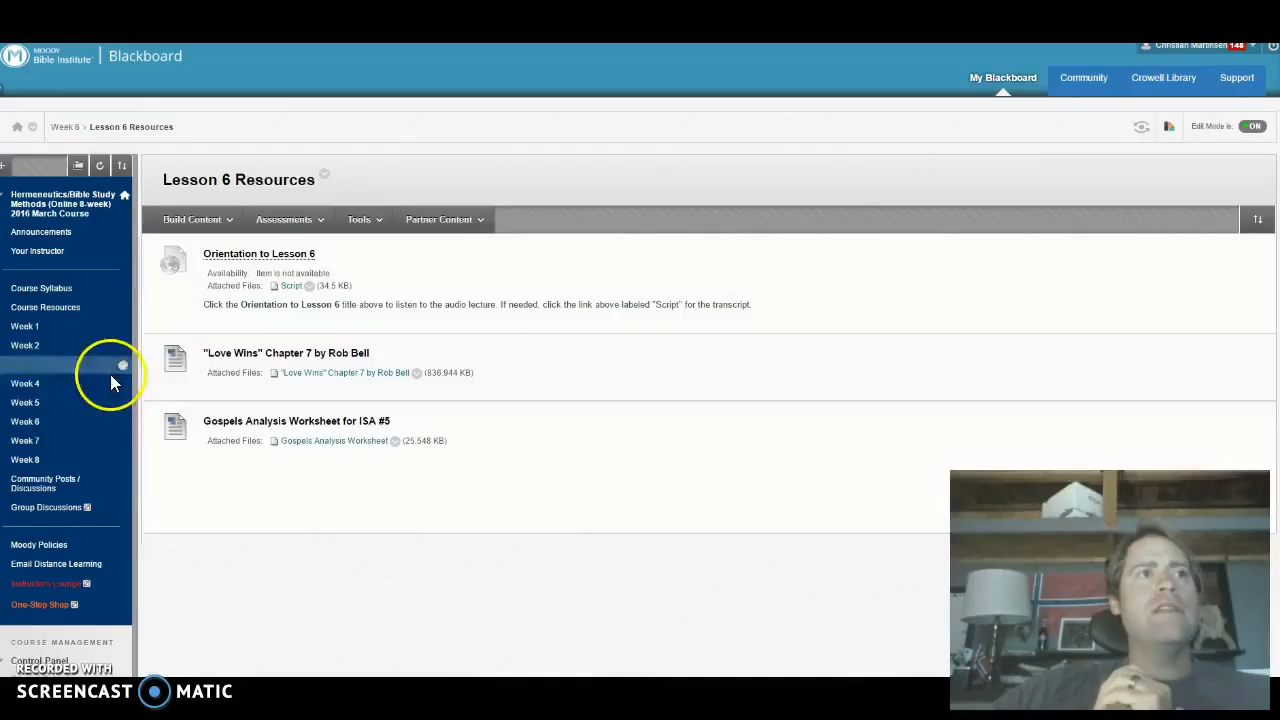 MOODY
Bible Institute™ | Blackboard
Christian Martinsen 148
My Blackboard
Community
Crowell Library
Support
Week 6 > Lesson 6 Resources
Edit Mode is: ON
Hermeneutics/Bible Study
Methods (Online 8-week)
2016 March Course
Announcements
Your Instructor
Course Syllabus
Course Resources
Week 1
Week 2
Week 4
Week 5
Week 6
Week 7
Week 8
Community Posts /
Discussions
Group Discussions
Moody Policies
Email Distance Learning
Instructors Lounge
One-Stop Shop
COURSE MANAGEMENT
Control Panel
Lesson 6 Resources
Build Content
Assessments
Tools
Partner Content
Orientation to Lesson 6
Availability: Item is not available.
Attached Files: Script (34.5 KB)
Click the Orientation to Lesson 6 title above to listen to the audio lecture. If needed, click the link above labeled "Script" for the transcript.
"Love Wins" Chapter 7 by Rob Bell
Attached Files: "Love Wins" Chapter 7 by Rob Bell (836.944 KB)
Gospels Analysis Worksheet for ISA #5
Attached Files: Gospels Analysis Worksheet (25.548 KB)
RECORDED WITH
SCREENCAST MATIC